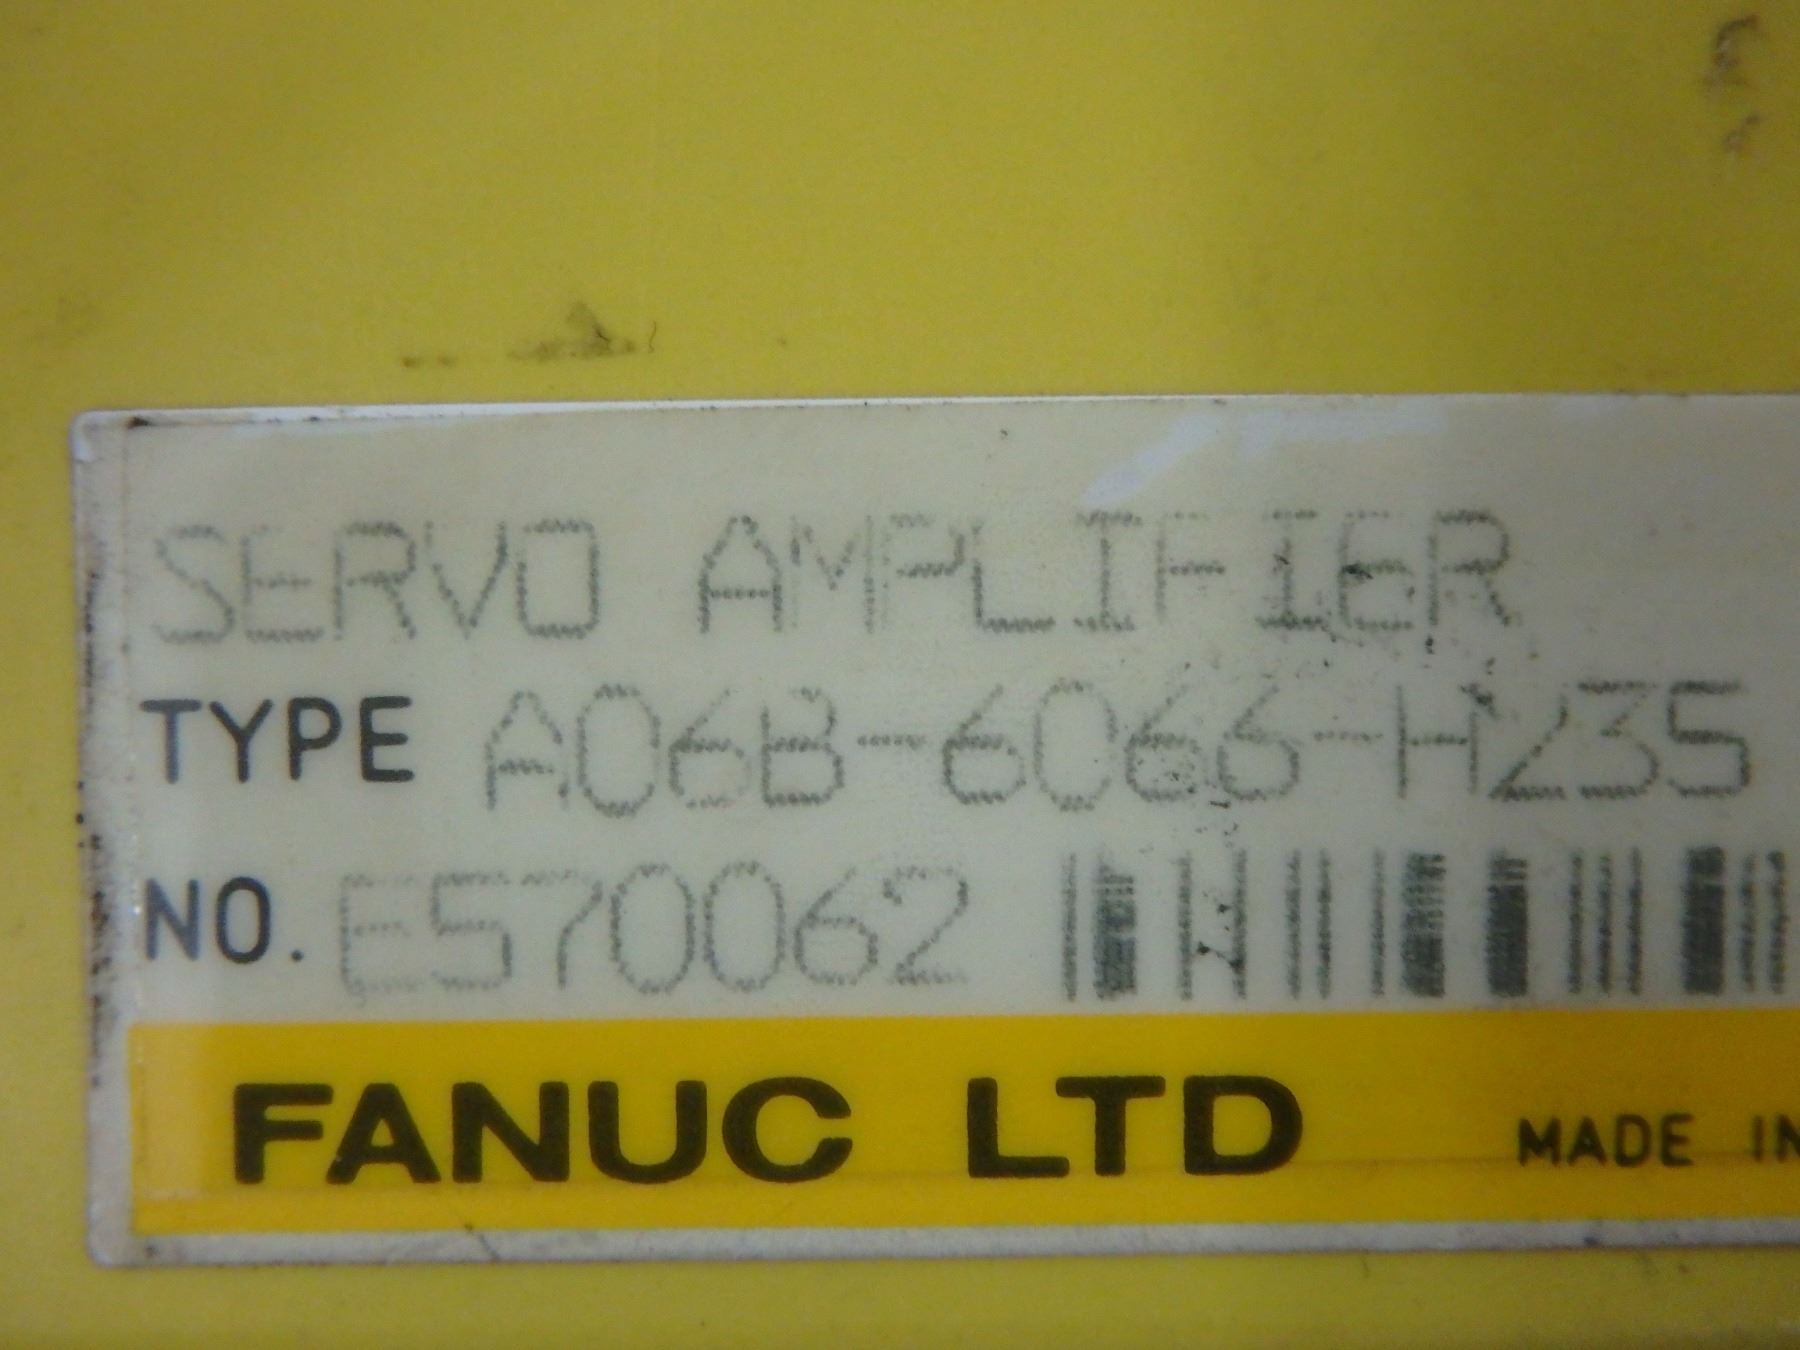 SERVO AMPLIFIER
TYPE A06B-6066-H235
NO. E570062
FANUC LTD MADE IN